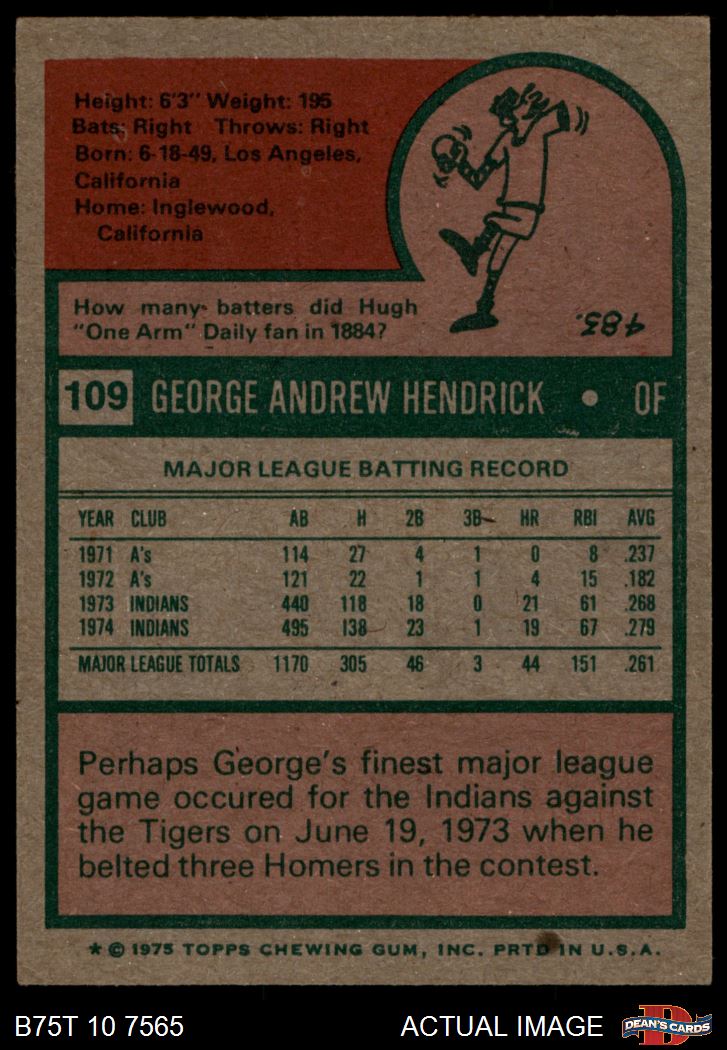 Height: 6'3" Weight: 195
Bats: Right Throws: Right
Born: 6-18-49, Los Angeles,
California
Home: Inglewood,
California
How many batters did Hugh
"One Arm" Daily fan in 1884?
483.
109 GEORGE ANDREW HENDRICK • OF
MAJOR LEAGUE BATTING RECORD
YEAR CLUB AB H 2B 3B HR RBI AVG
1971 A's 114 27 4 1 0 8 .237
1972 A's 121 22 1 1 4 15 .182
1973 INDIANS 440 118 18 0 21 61 .268
1974 INDIANS 495 138 23 1 19 67 .279
MAJOR LEAGUE TOTALS 1170 305 46 3 44 151 .261
Perhaps George's finest major league
game occured for the Indians against
the Tigers on June 19, 1973 when he
belted three Homers in the contest.
* © 1975 TOPPS CHEWING GUM, INC. PRTD IN U.S.A.
B75T 10 7565 ACTUAL IMAGE
D
DEAN'S CARDS